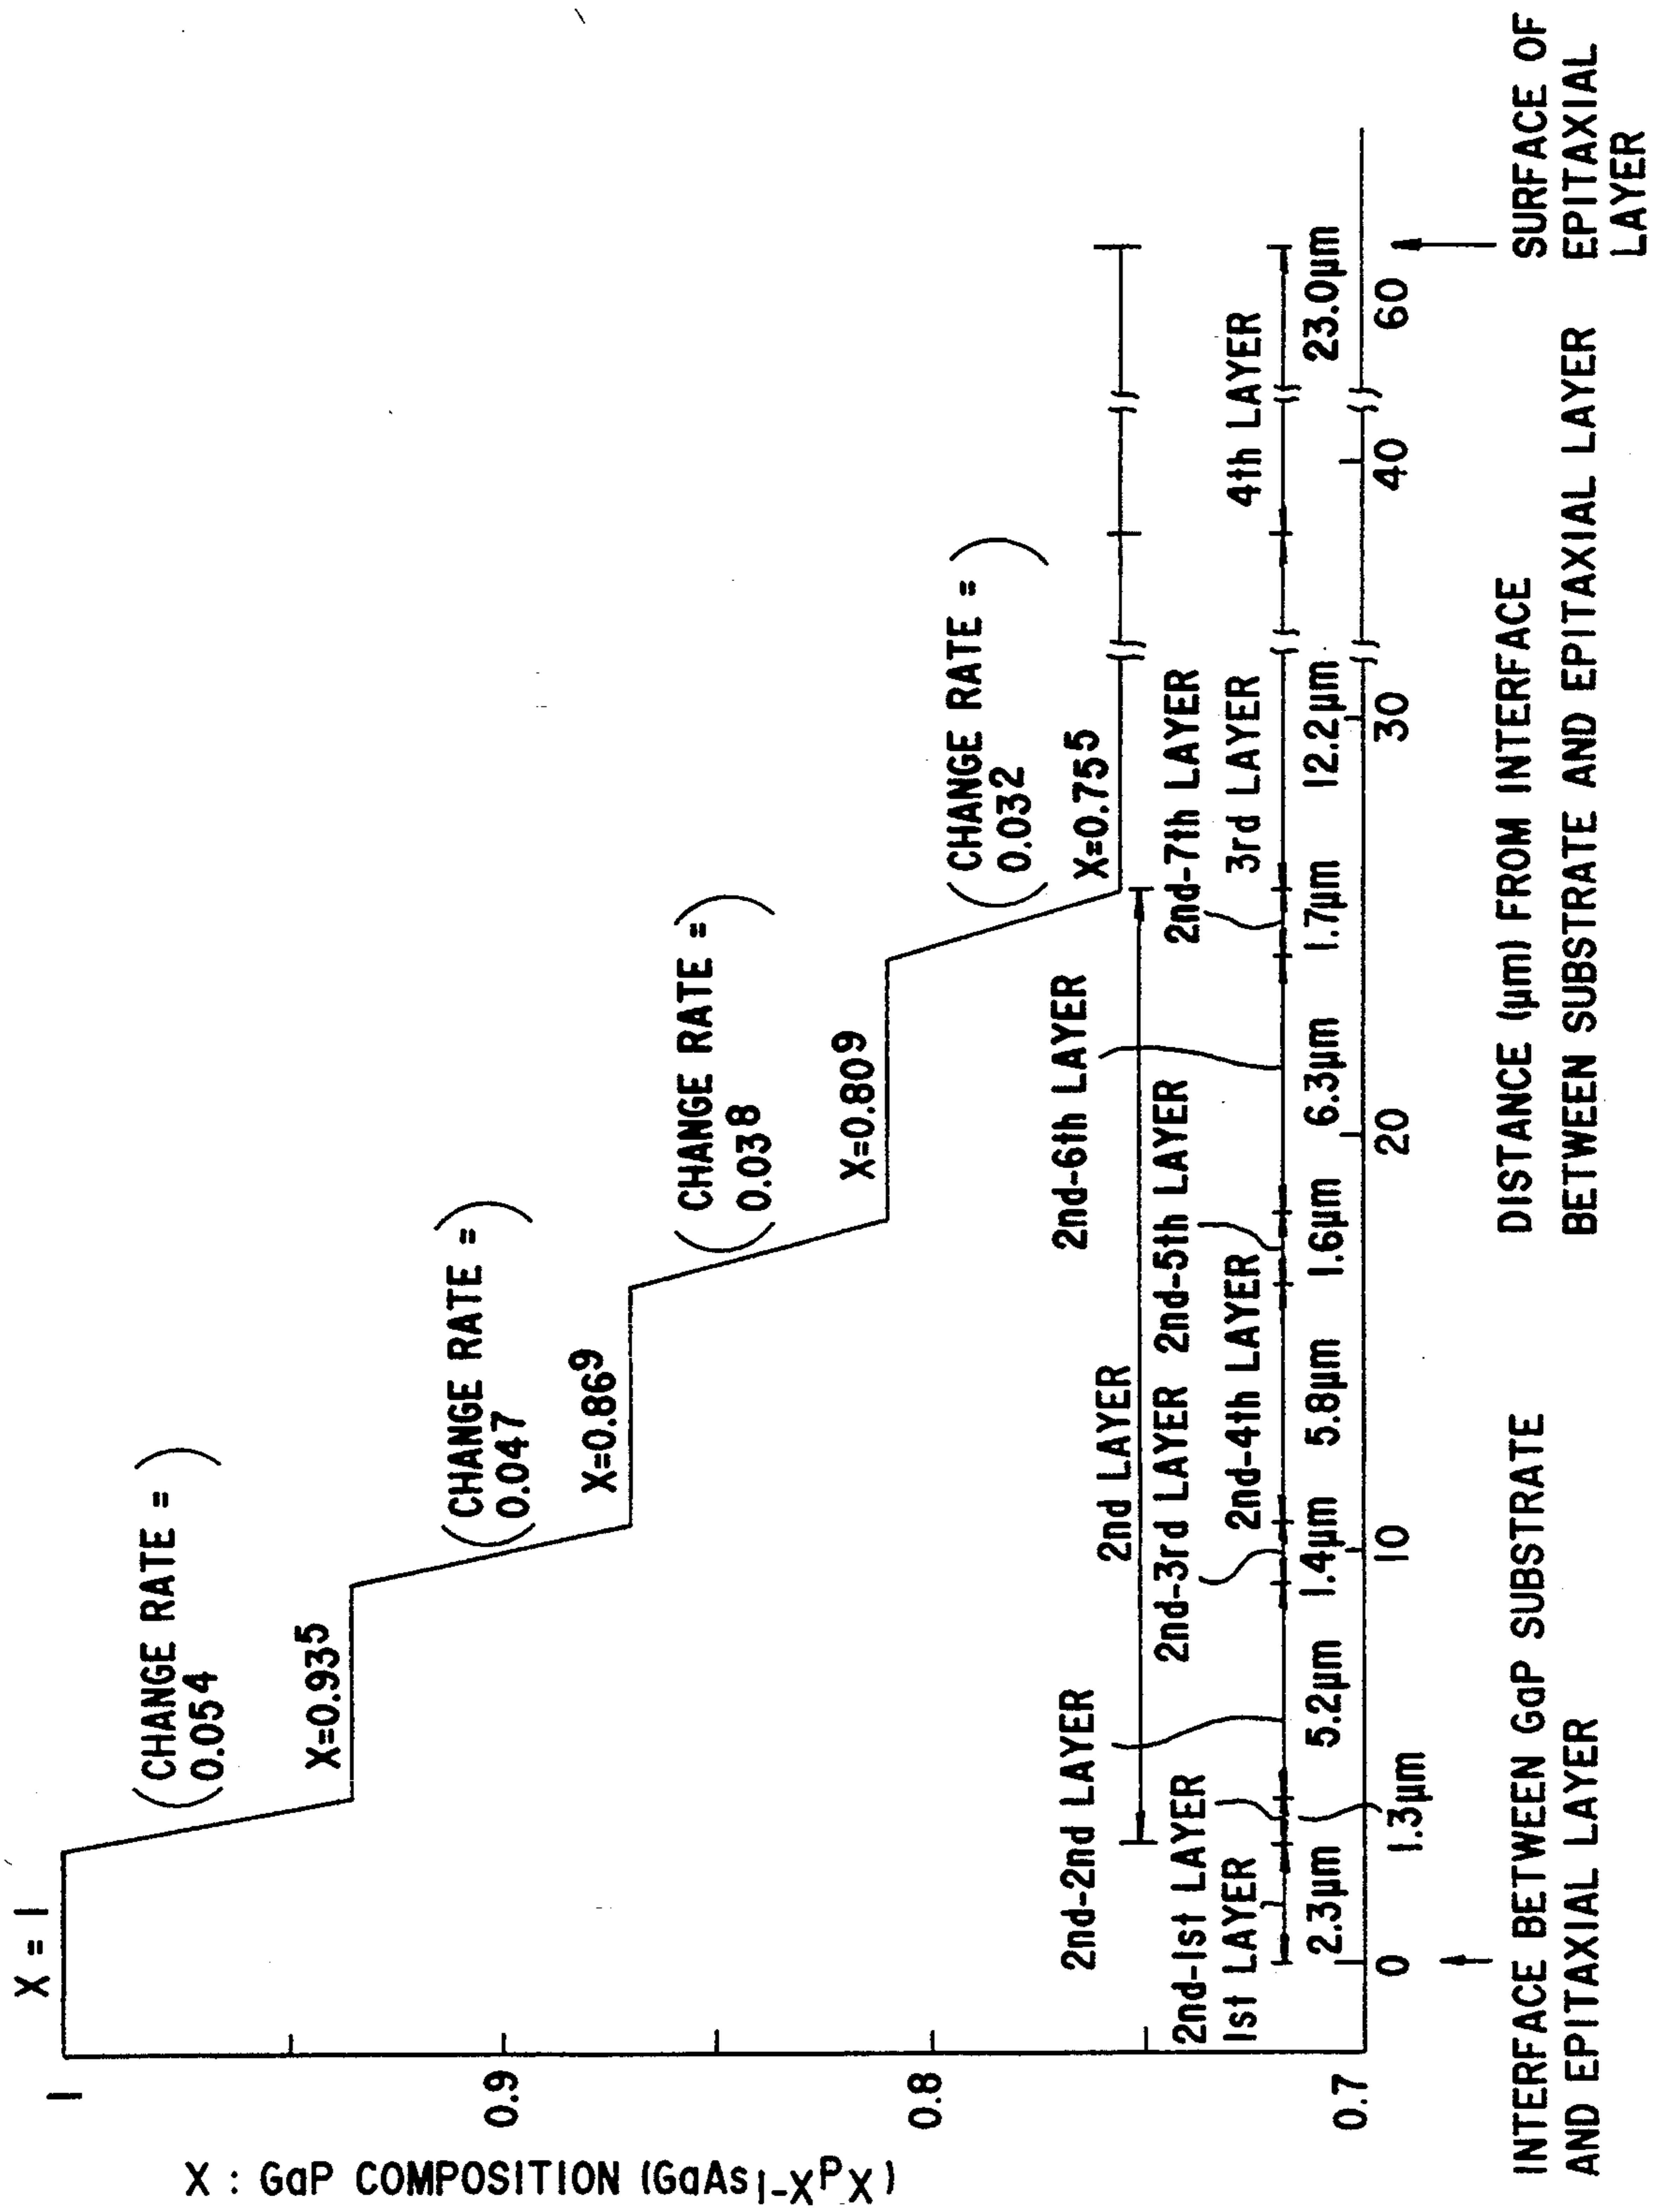 X : GaP COMPOSITION (GaAs1-XPX)
1
0.9
0.8
0.7
X = 1
(CHANGE RATE =
0.054)
X=0.935
(CHANGE RATE =
0.047)
X=0.869
(CHANGE RATE =
0.038)
X=0.809
(CHANGE RATE =
0.032)
X=0.755
2nd-2nd LAYER
2nd LAYER
2nd-6th LAYER
2nd-1st LAYER
2nd-3rd LAYER
2nd-5th LAYER
2nd-7th LAYER
1st LAYER
2nd-4th LAYER
3rd LAYER
4th LAYER
2.3μm
5.2μm
1.4μm
5.8μm
1.6μm
6.3μm
1.7μm
12.2μm
23.0μm
0
1.3μm
10
20
30
40
60
INTERFACE BETWEEN GaP SUBSTRATE
AND EPITAXIAL LAYER
DISTANCE (μm) FROM INTERFACE
BETWEEN SUBSTRATE AND EPITAXIAL LAYER
SURFACE OF
EPITAXIAL
LAYER